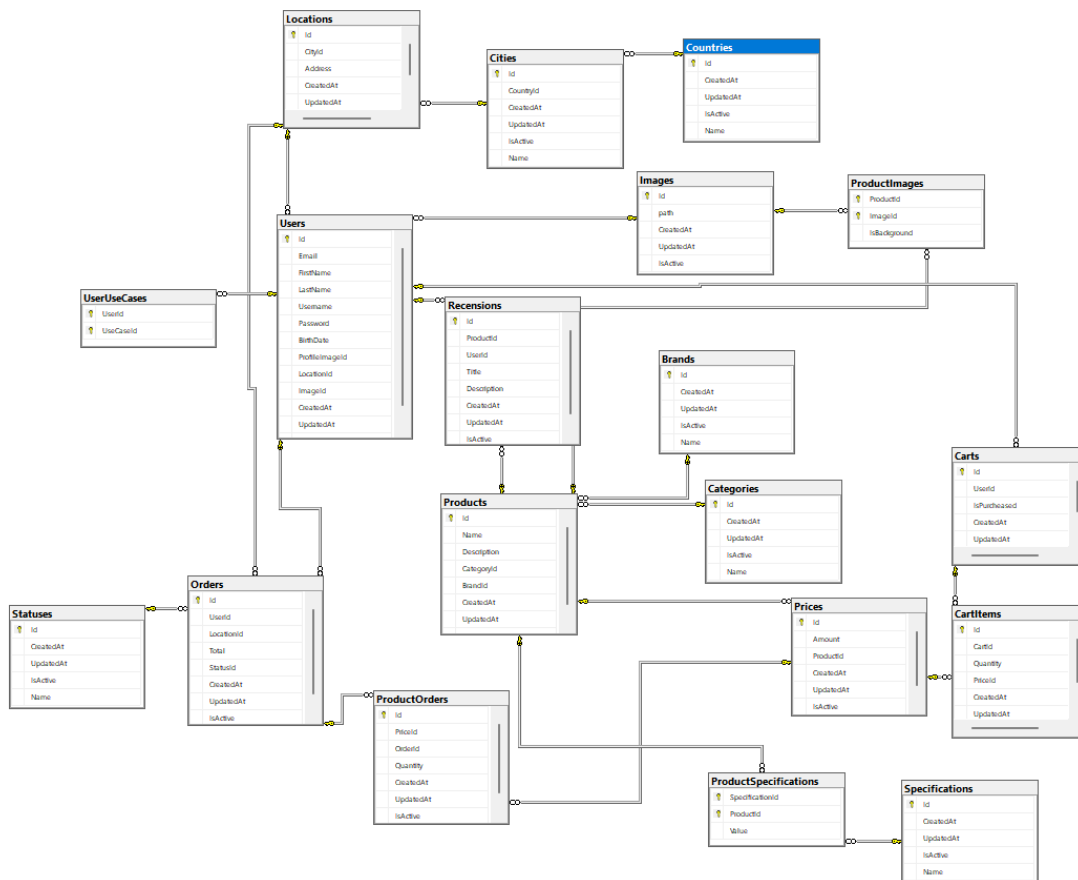 Locations
Id
CityId
Address
CreatedAt
UpdatedAt
Cities
Id
CountryId
CreatedAt
UpdatedAt
IsActive
Name
Countries
Id
CreatedAt
UpdatedAt
IsActive
Name
Images
Id
path
CreatedAt
UpdatedAt
IsActive
ProductImages
ProductId
ImageId
IsBackground
Users
Id
Email
FirstName
LastName
Username
Password
BirthDate
ProfileImageId
LocationId
ImageId
CreatedAt
UpdatedAt
UserUseCases
UserId
UseCaseId
Recensions
Id
ProductId
UserId
Title
Description
CreatedAt
UpdatedAt
IsActive
Brands
Id
CreatedAt
UpdatedAt
IsActive
Name
Carts
Id
UserId
IsPurcheased
CreatedAt
UpdatedAt
Categories
Id
CreatedAt
UpdatedAt
IsActive
Name
Products
Id
Name
Description
CategoryId
BrandId
CreatedAt
UpdatedAt
Orders
Id
UserId
LocationId
Total
StatusId
CreatedAt
UpdatedAt
IsActive
Statuses
Id
CreatedAt
UpdatedAt
IsActive
Name
Prices
Id
Amount
ProductId
CreatedAt
UpdatedAt
IsActive
CartItems
Id
CartId
Quantity
PriceId
CreatedAt
UpdatedAt
ProductOrders
Id
PriceId
OrderId
Quantity
CreatedAt
UpdatedAt
IsActive
ProductSpecifications
SpecificationId
ProductId
Value
Specifications
Id
CreatedAt
UpdatedAt
IsActive
Name